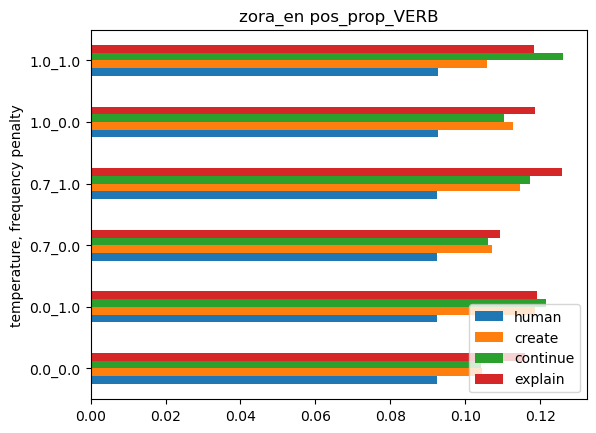 zora_en pos_prop_VERB
temperature, frequency penalty
1.0_1.0
1.0_0.0
0.7_1.0
0.7_0.0
0.0_1.0
0.0_0.0
human
create
continue
explain
0.00 0.02 0.04 0.06 0.08 0.10 0.12